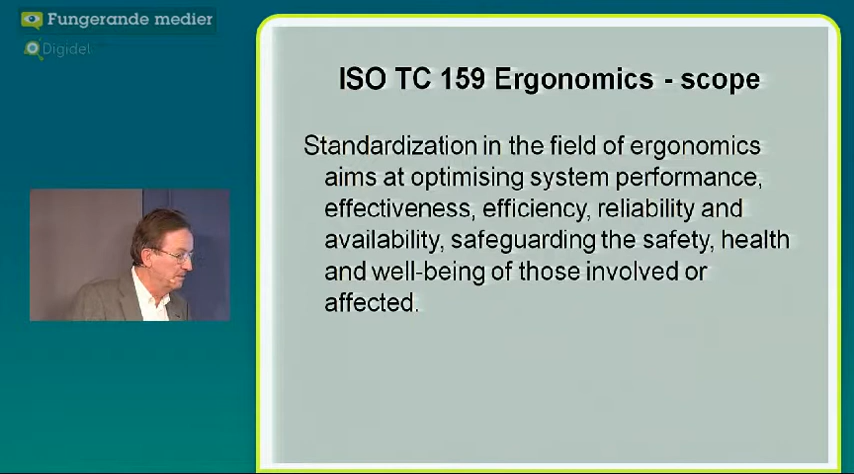 Fungerande medier
Digidel
ISO TC 159 Ergonomics - scope
Standardization in the field of ergonomics
aims at optimising system performance,
effectiveness, efficiency, reliability and
availability, safeguarding the safety, health
and well-being of those involved or
affected.